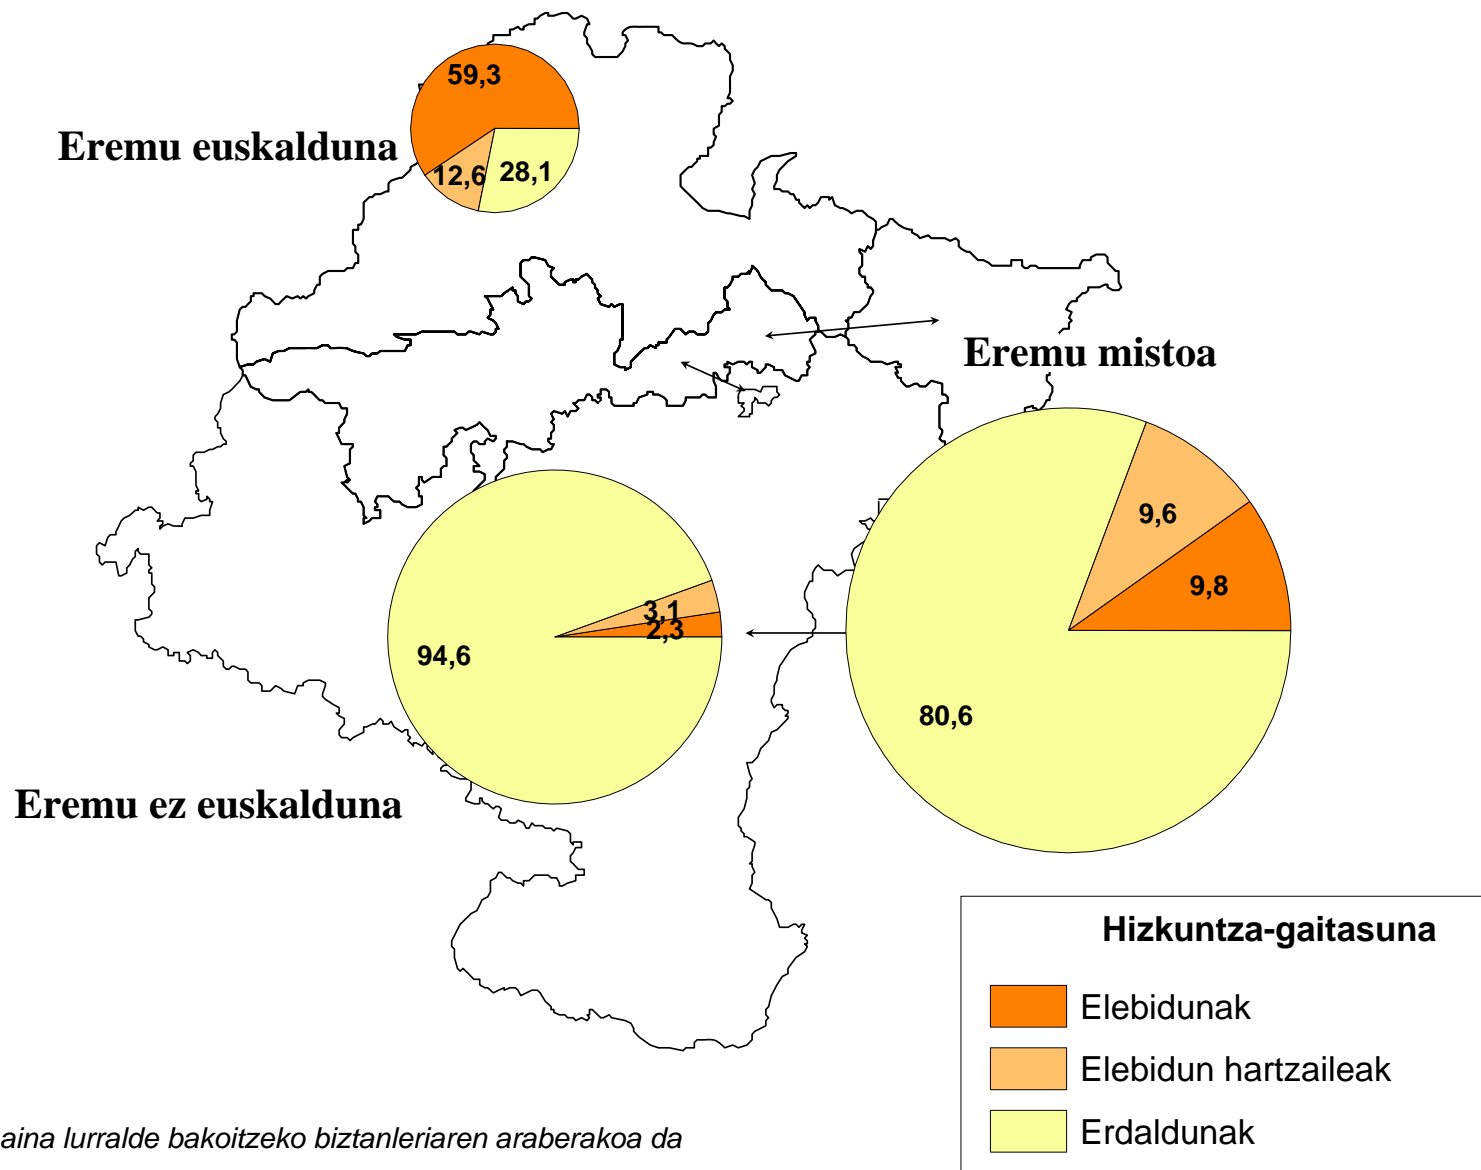 59,3
Eremu euskalduna
12,6
28,1
Eremu mistoa
9,6
9,8
3,1
2,3
94,6
80,6
Eremu ez euskalduna
Hizkuntza-gaitasuna
Elebidunak
Elebidun hartzaileak
Erdaldunak
aina lurralde bakoitzeko biztanleriaren araberakoa da